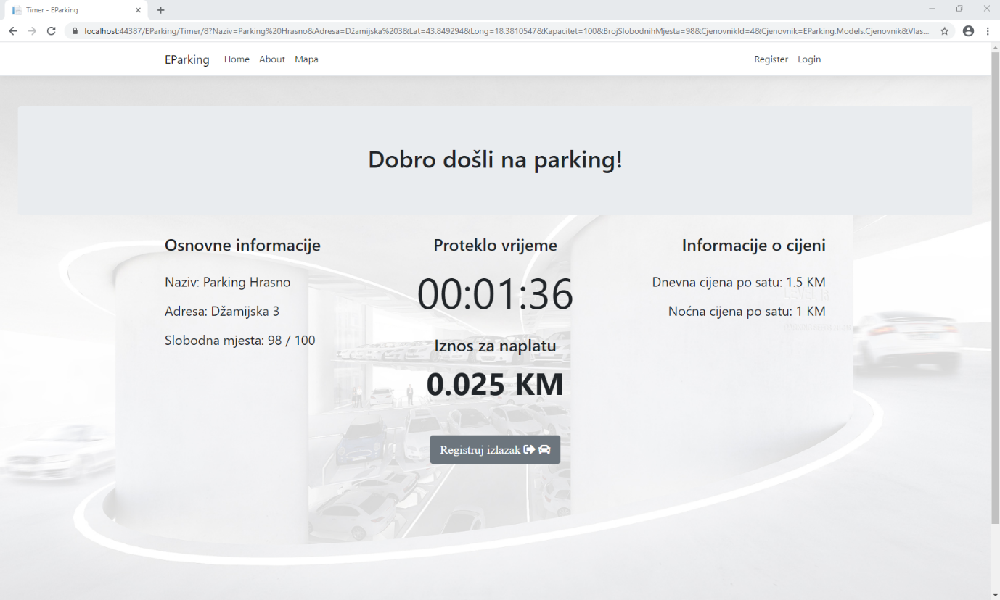 Timer - EParking
localhost:44387/EParking/Timer/8?Naziv=Parking%20Hrasno&Adresa=Džamijska%203&Lat=43.849294&Long=18.3810547&Kapacitet=100&BrojSlobodnihMjesta=98&CjenovnikId=4&Cjenovnik=EParking.Models.Cjenovnik&Vlas...
EParking Home About Mapa Register Login
Dobro došli na parking!
Osnovne informacije
Naziv: Parking Hrasno
Adresa: Džamijska 3
Slobodna mjesta: 98 / 100
Proteklo vrijeme
00:01:36
Iznos za naplatu
0.025 KM
Registruj izlazak
Informacije o cijeni
Dnevna cijena po satu: 1.5 KM
Noćna cijena po satu: 1 KM